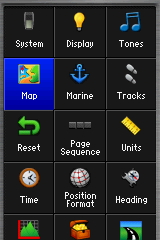 System
Display
Tones
Map
Marine
Tracks
Reset
Page
Sequence
Units
Time
Position
Format
Heading